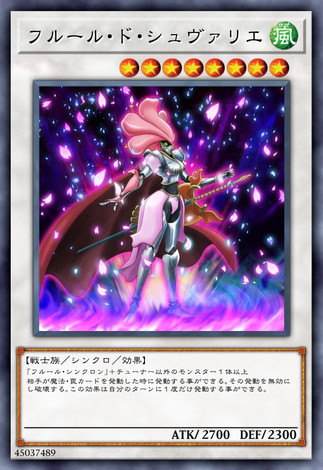 フルール・ド・シュヴァリエ
風
【戦士族／シンクロ／効果】
「フルール・シンクロン」＋チューナー以外のモンスター１体以上
相手が魔法・罠カードを発動した時に発動する事ができる。その発動を無効に
し破壊する。この効果は自分のターンに１度だけ発動する事ができる。
ATK/ 2700 DEF/ 2300
45037489